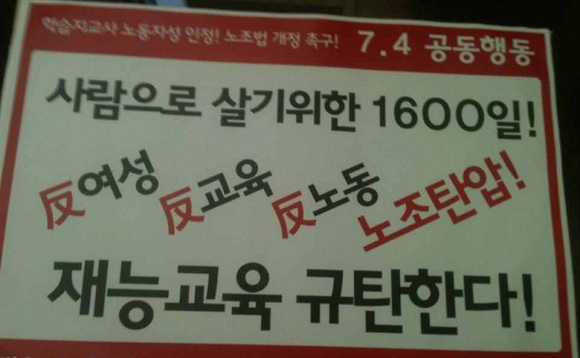 학습지교사 노동자성 인정! 노조법 개정 촉구! 7.4 공동행동
사람으로 살기위한 1600일!
反여성 反교육 反노동 노조탄압!
재능교육 규탄한다!